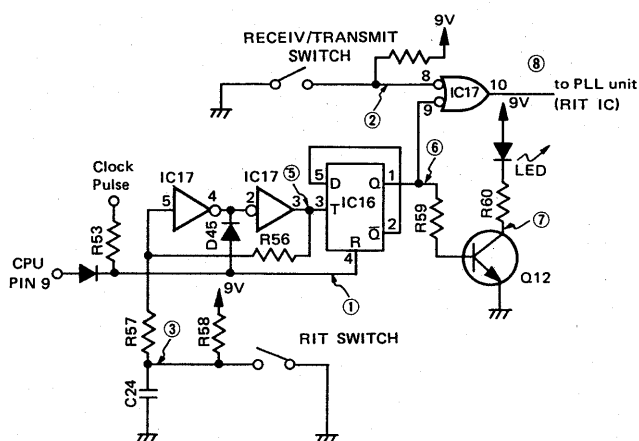 9V
RECEIV/TRANSMIT
SWITCH
8
9
IC17
10
⑧
to PLL unit
(RIT IC)
②
9V
Clock
Pulse
IC17
5
4
IC17
2
3
⑤
3
5
D
Q
1
IC16
T
Q
2
R
4
⑥
LED
R53
D45
R56
R59
R60
⑦
Q12
CPU
PIN 9
①
9V
R57
③
R58
RIT SWITCH
C24